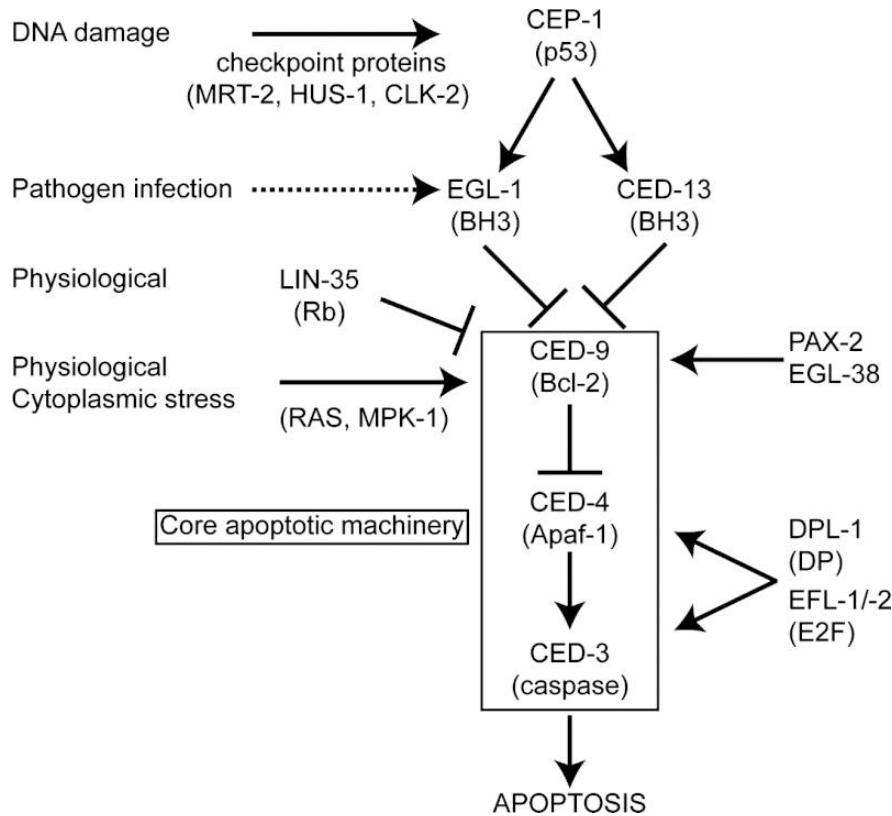 DNA damage
checkpoint proteins
(MRT-2, HUS-1, CLK-2)
CEP-1
(p53)
Pathogen infection
EGL-1
(BH3)
CED-13
(BH3)
Physiological
LIN-35
(Rb)
Physiological
Cytoplasmic stress
(RAS, MPK-1)
CED-9
(Bcl-2)
PAX-2
EGL-38
Core apoptotic machinery
CED-4
(Apaf-1)
DPL-1
(DP)
EFL-1/-2
(E2F)
CED-3
(caspase)
APOPTOSIS